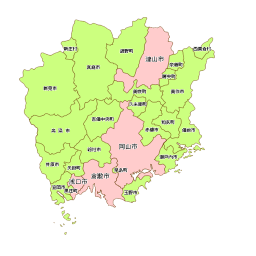 新庄村
鏡野町
津山市
西粟倉村
奈義町
勝央町
真庭市
新見市
美咲町
美作市
久米南町
吉備中央町
和気町
高梁市
赤磐市
備前市
岡山市
総社市
瀬戸内市
井原市
矢掛町
早島町
倉敷市
浅口市
笠岡市
里庄町
玉野市